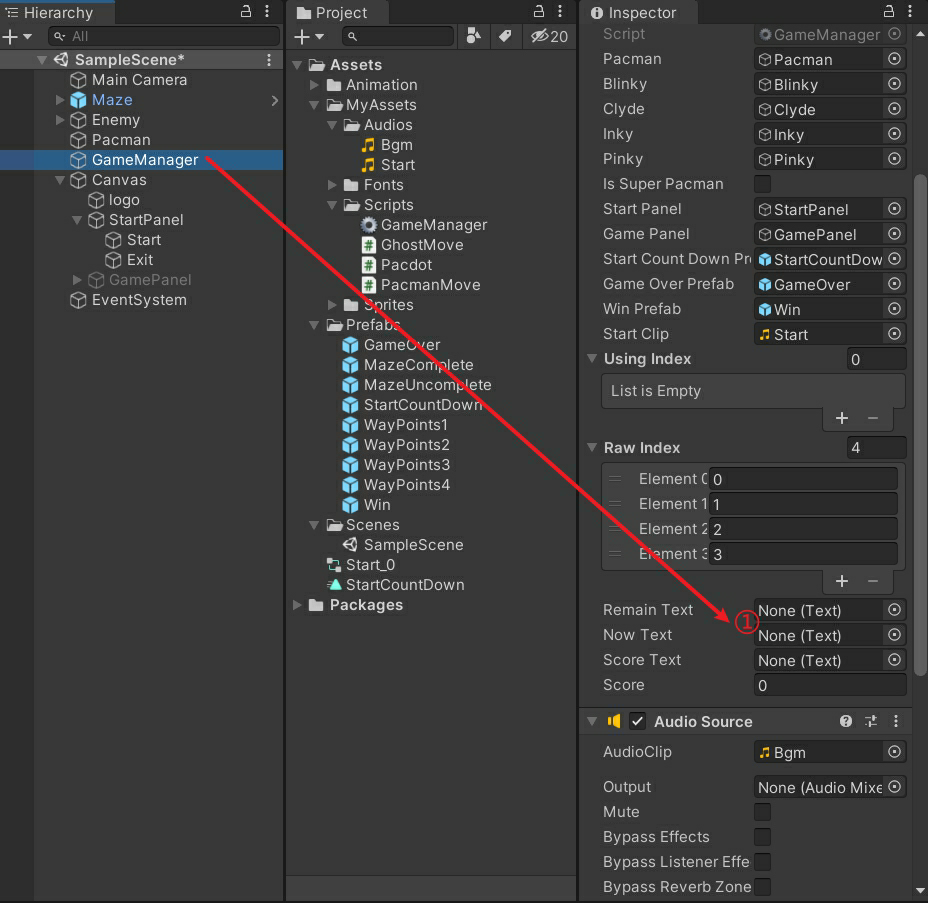 Hierarchy
All
SampleScene*
Main Camera
Maze
Enemy
Pacman
GameManager
Canvas
logo
StartPanel
Start
Exit
GamePanel
EventSystem
Project
20
Assets
Animation
MyAssets
Audios
Bgm
Start
Fonts
Scripts
GameManager
GhostMove
Pacdot
PacmanMove
Sprites
Prefabs
GameOver
MazeComplete
MazeUncomplete
StartCountDown
WayPoints1
WayPoints2
WayPoints3
WayPoints4
Win
Scenes
SampleScene
Start_0
StartCountDown
Packages
Inspector
Script GameManager
Pacman Pacman
Blinky Blinky
Clyde Clyde
Inky Inky
Pinky Pinky
Is Super Pacman
Start Panel StartPanel
Game Panel GamePanel
Start Count Down Pr StartCountDow
Game Over Prefab GameOver
Win Prefab Win
Start Clip Start
Using Index 0
List is Empty
+ −
Raw Index 4
Element 0 0
Element 1 1
Element 2 2
Element 3 3
+ −
Remain Text None (Text)
①
Now Text None (Text)
Score Text None (Text)
Score 0
Audio Source
AudioClip Bgm
Output None (Audio Mixe
Mute
Bypass Effects
Bypass Listener Effe
Bypass Reverb Zone